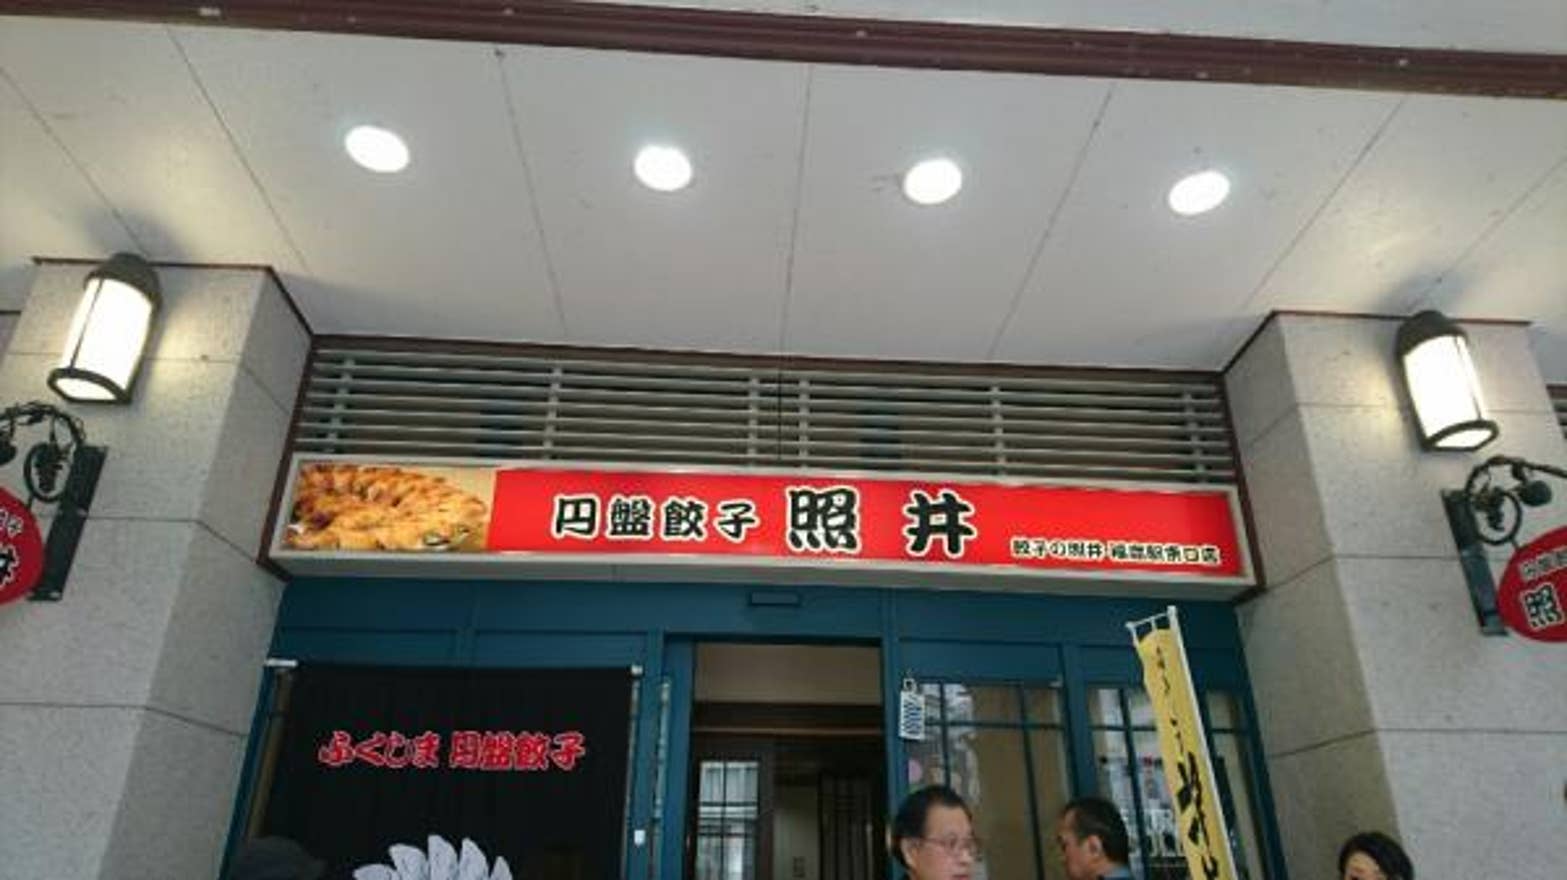 円盤餃子 照井
餃子の照井 福島駅東口店
ふくしま 円盤餃子
照